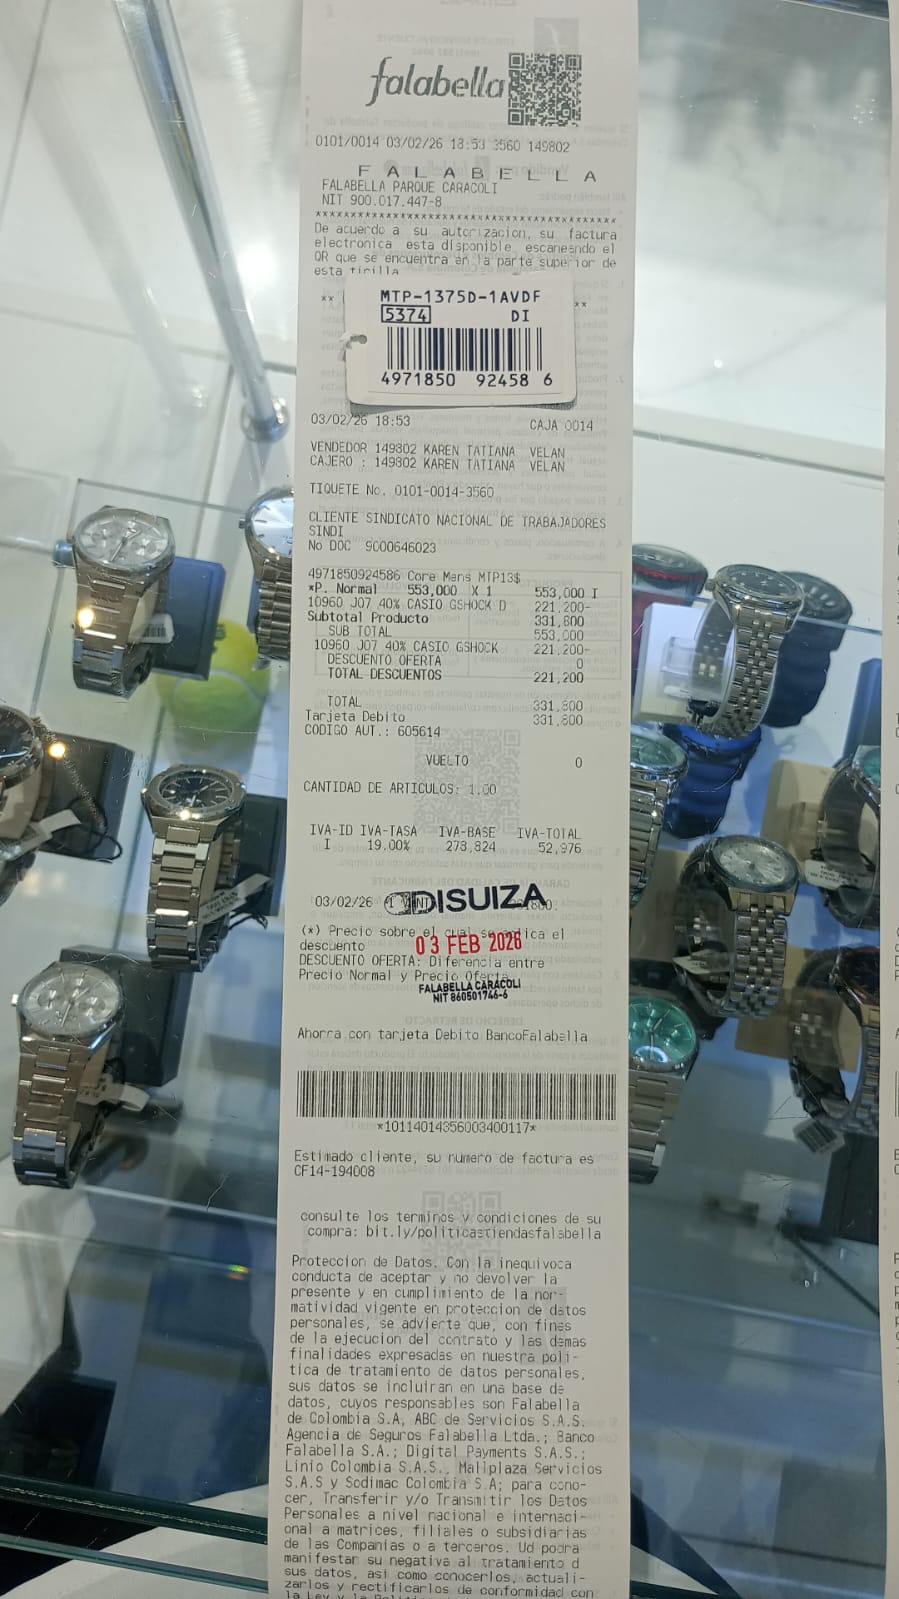 falabella
0101/0014 03/02/26 18:53 3560 149802
F A L A B E L L A
FALABELLA PARQUE CARACOLI
NIT 900.017.447-8
******************************************
De acuerdo a su autorizacion, su factura
electronica esta disponible escaneando el
QR que se encuentra en la parte superior de
esta tirilla
**
**
MTP-1375D-1AVDF
5374 DI
4971850 92458 6
03/02/26 18:53 CAJA 0014
VENDEDOR 149802 KAREN TATIANA VELAN
CAJERO : 149802 KAREN TATIANA VELAN
TIQUETE No. 0101-0014-3560
CLIENTE SINDICATO NACIONAL DE TRABAJADORES
SINDI
No DOC 9000646023
4971850924586 Core Mens MTP13$
*P. Normal 553,000 X 1 553,000 I
10960 J07 40% CASIO GSHOCK D 221,200-
Subtotal Producto 331,800
SUB TOTAL 553,000
10960 J07 40% CASIO GSHOCK 221,200-
DESCUENTO OFERTA 0
TOTAL DESCUENTOS 221,200
TOTAL 331,800
Tarjeta Debito 331,800
CODIGO AUT.: 605614
VUELTO 0
CANTIDAD DE ARTICULOS: 1.00
IVA-ID IVA-TASA IVA-BASE IVA-TOTAL
I 19.00% 278,824 52,976
03/02/26
DISUIZA
(*) Precio sobre el cual se aplica el
descuento
03 FEB 2026
DESCUENTO OFERTA: Diferencia entre
Precio Normal y Precio Oferta
FALABELLA CARACOLI
NIT 860501746-6
Ahorra con tarjeta Debito BancoFalabella
*10114014356003400117*
Estimado cliente, su numero de factura es
CF14-194008
consulte los terminos y condiciones de su
compra: bit.ly/politicastiendasfalabella
Proteccion de Datos. Con la inequivoca
conducta de aceptar y no devolver la
presente y en cumplimiento de la nor-
matividad vigente en proteccion de datos
personales, se advierte que, con fines
de la ejecucion del contrato y las demas
finalidades expresadas en nuestra poli-
tica de tratamiento de datos personales,
sus datos se incluiran en una base de
datos, cuyos responsables son Falabella
de Colombia S.A, ABC de Servicios S.A.S.
Agencia de Seguros Falabella Ltda.; Banco
Falabella S.A.; Digital Payments S.A.S.;
Linio Colombia S.A.S., Mallplaza Servicios
S.A.S y Sodimac Colombia S.A; para cono-
cer, Transferir y/o Transmitir los Datos
Personales a nivel nacional e internaci-
onal a matrices, filiales o subsidiarias
de las Companias o a terceros. Ud podra
manifestar su negativa al tratamiento d
sus datos, asi como conocerlos, actuali-
zarlos y rectificarlos de conformidad con
la Ley y la